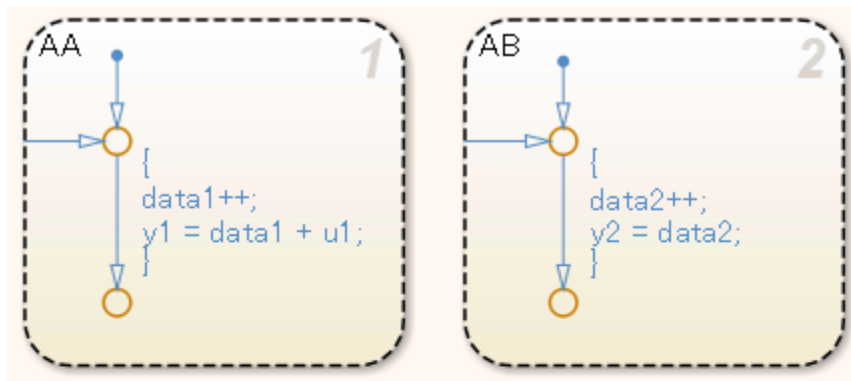 AA
1
{
data1++;
y1 = data1 + u1;
}
AB
2
{
data2++;
y2 = data2;
}